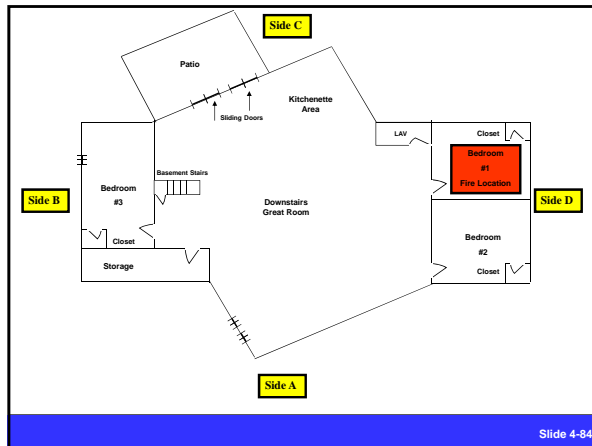 Side C
Patio
Kitchenette
Area
Sliding Doors
LAV
Closet
Bedroom
#1
Fire Location
Basement Stairs
Bedroom
#3
Side B
Side D
Downstairs
Great Room
Closet
Bedroom
#2
Closet
Storage
Side A
Slide 4-84